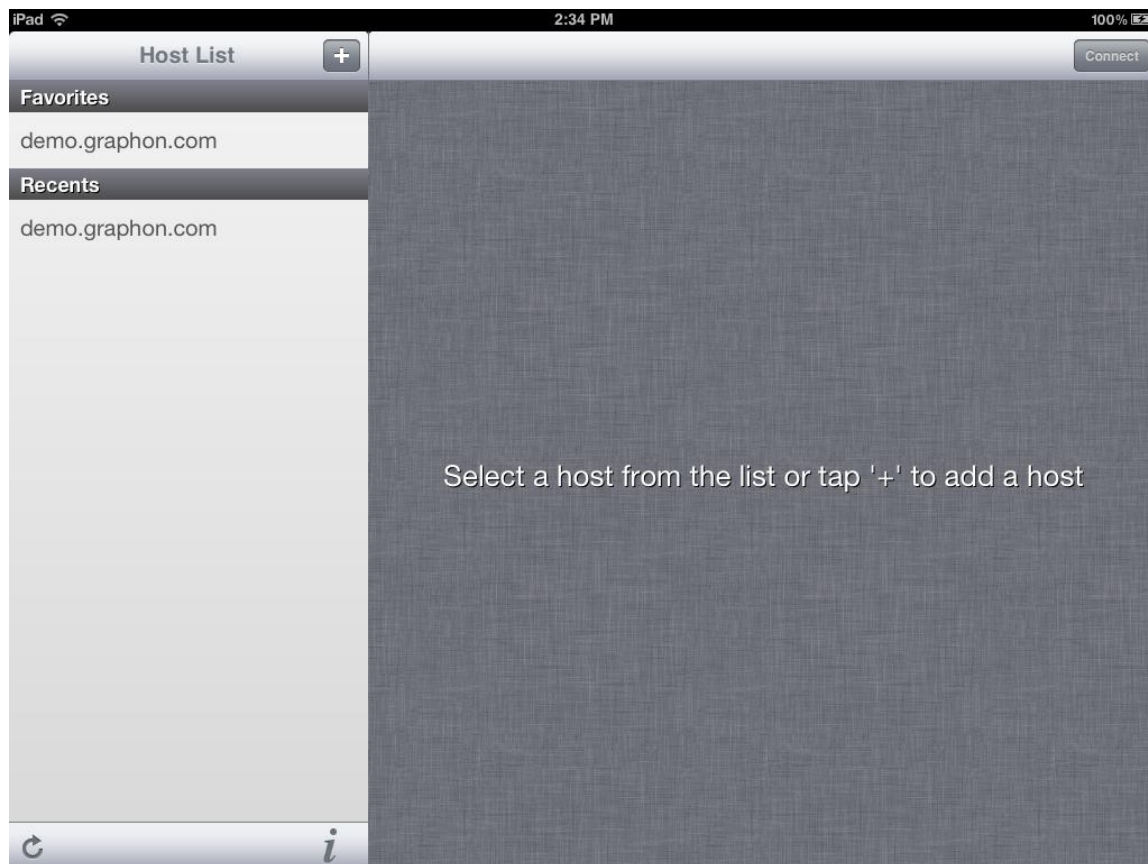 iPad 2:34 PM 100%
Host List +
Connect
Favorites
demo.graphon.com
Recents
demo.graphon.com
Select a host from the list or tap '+' to add a host
i